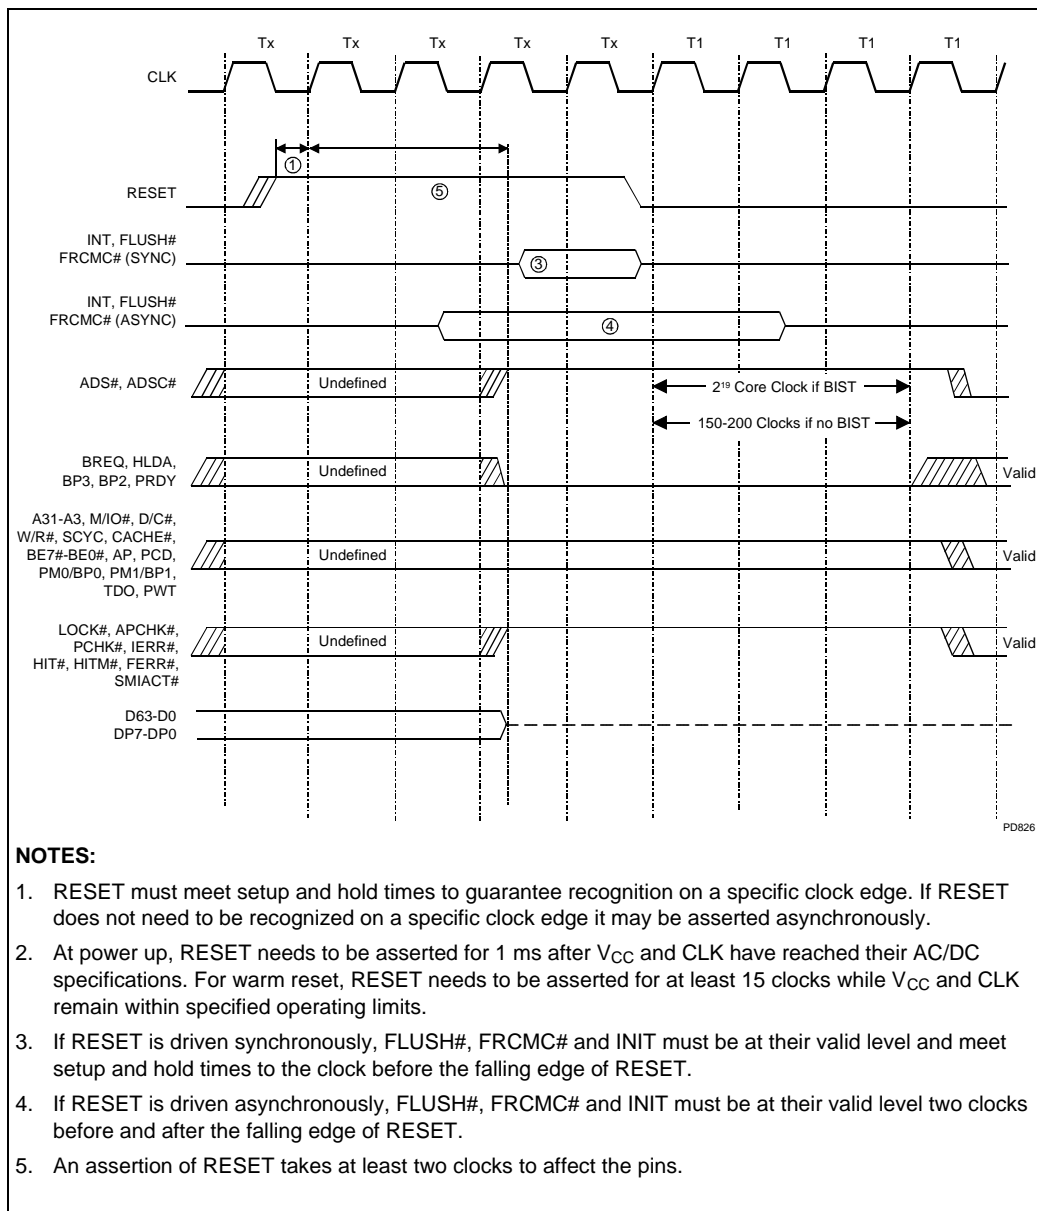 Tx Tx Tx Tx Tx T1 T1 T1 T1
CLK
①
RESET
⑤
INT, FLUSH#
FRCMC# (SYNC)
③
INT, FLUSH#
FRCMC# (ASYNC)
④
ADS#, ADSC#
Undefined
2¹⁹ Core Clock if BIST
150-200 Clocks if no BIST
BREQ, HLDA,
BP3, BP2, PRDY
Undefined
Valid
A31-A3, M/IO#, D/C#,
W/R#, SCYC, CACHE#,
BE7#-BE0#, AP, PCD,
PM0/BP0, PM1/BP1,
TDO, PWT
Undefined
Valid
LOCK#, APCHK#,
PCHK#, IERR#,
HIT#, HITM#, FERR#,
SMIACT#
Undefined
Valid
D63-D0
DP7-DP0
PD826
NOTES:
1. RESET must meet setup and hold times to guarantee recognition on a specific clock edge. If RESET
does not need to be recognized on a specific clock edge it may be asserted asynchronously.
2. At power up, RESET needs to be asserted for 1 ms after VCC and CLK have reached their AC/DC
specifications. For warm reset, RESET needs to be asserted for at least 15 clocks while VCC and CLK
remain within specified operating limits.
3. If RESET is driven synchronously, FLUSH#, FRCMC# and INIT must be at their valid level and meet
setup and hold times to the clock before the falling edge of RESET.
4. If RESET is driven asynchronously, FLUSH#, FRCMC# and INIT must be at their valid level two clocks
before and after the falling edge of RESET.
5. An assertion of RESET takes at least two clocks to affect the pins.